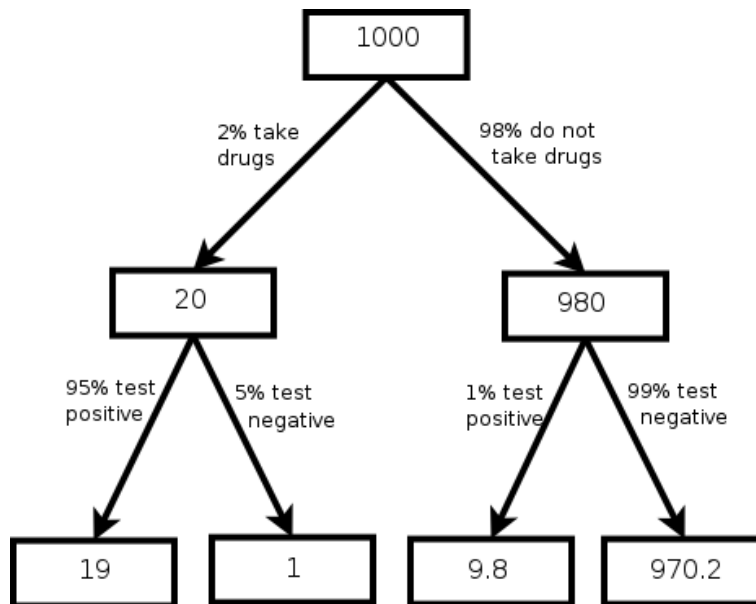 1000
2% take
drugs
98% do not
take drugs
20
980
95% test
positive
5% test
negative
1% test
positive
99% test
negative
19
1
9.8
970.2